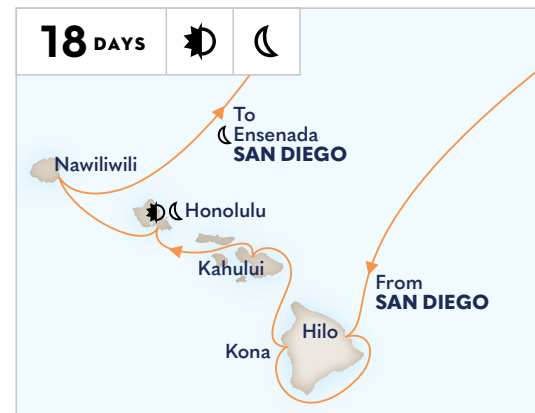 18 DAYS
To
Ensenada
SAN DIEGO
Nawiliwili
Honolulu
Kahului
From
SAN DIEGO
Hilo
Kona